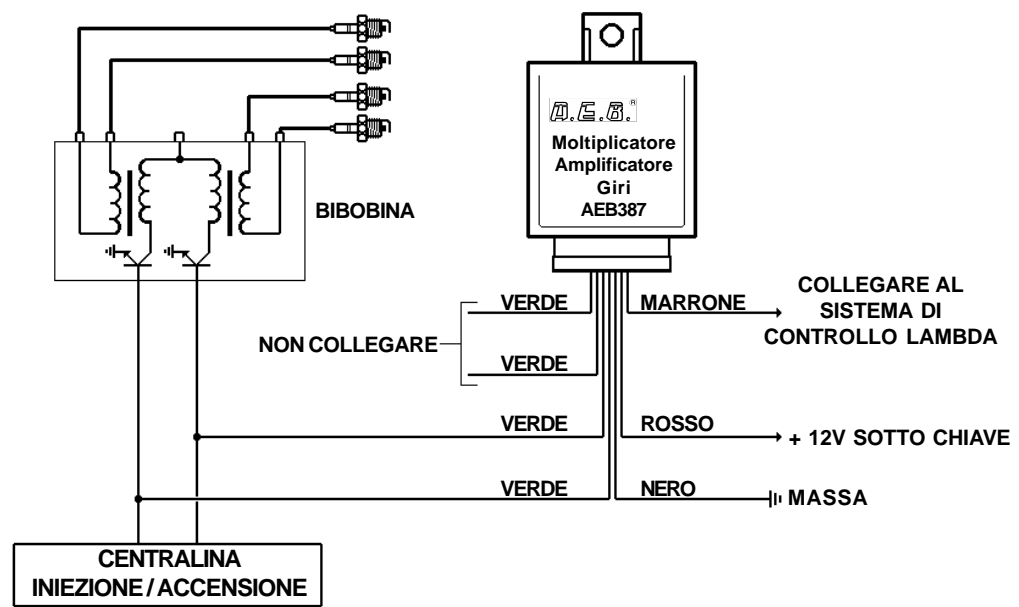 A.E.B.®
Moltiplicatore
Amplificatore
Giri
AEB387
BIBOBINA
VERDE
MARRONE
COLLEGARE AL
SISTEMA DI
CONTROLLO LAMBDA
NON COLLEGARE
VERDE
VERDE
ROSSO
+ 12V SOTTO CHIAVE
VERDE
NERO
MASSA
CENTRALINA
INIEZIONE / ACCENSIONE